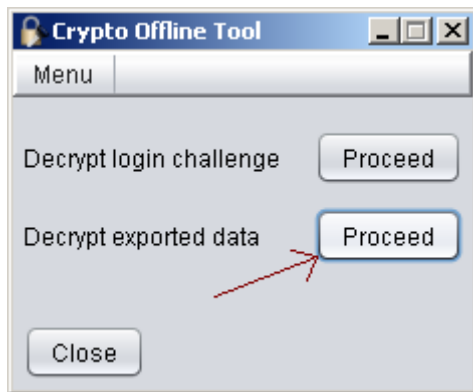 Crypto Offline Tool
Menu
Decrypt login challenge Proceed
Decrypt exported data Proceed
Close